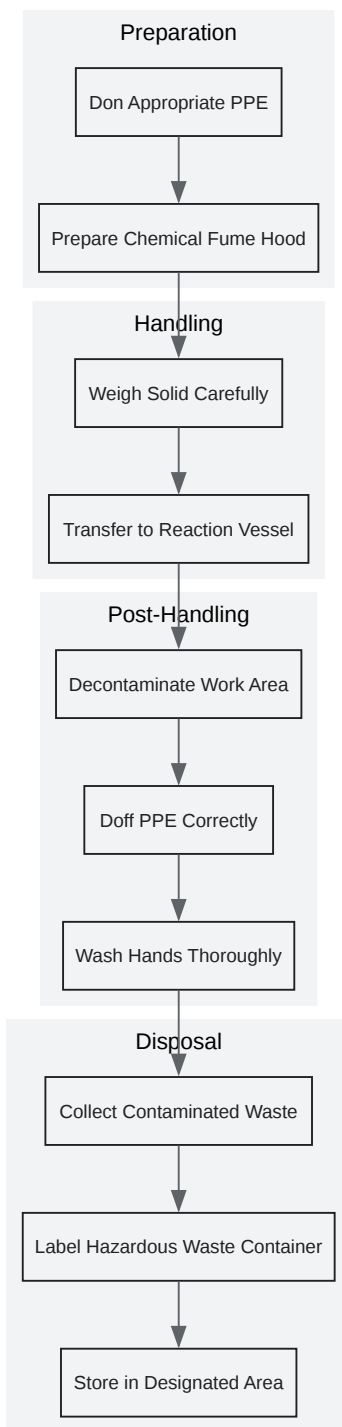 Preparation
Don Appropriate PPE
Prepare Chemical Fume Hood
Handling
Weigh Solid Carefully
Transfer to Reaction Vessel
Post-Handling
Decontaminate Work Area
Doff PPE Correctly
Wash Hands Thoroughly
Disposal
Collect Contaminated Waste
Label Hazardous Waste Container
Store in Designated Area